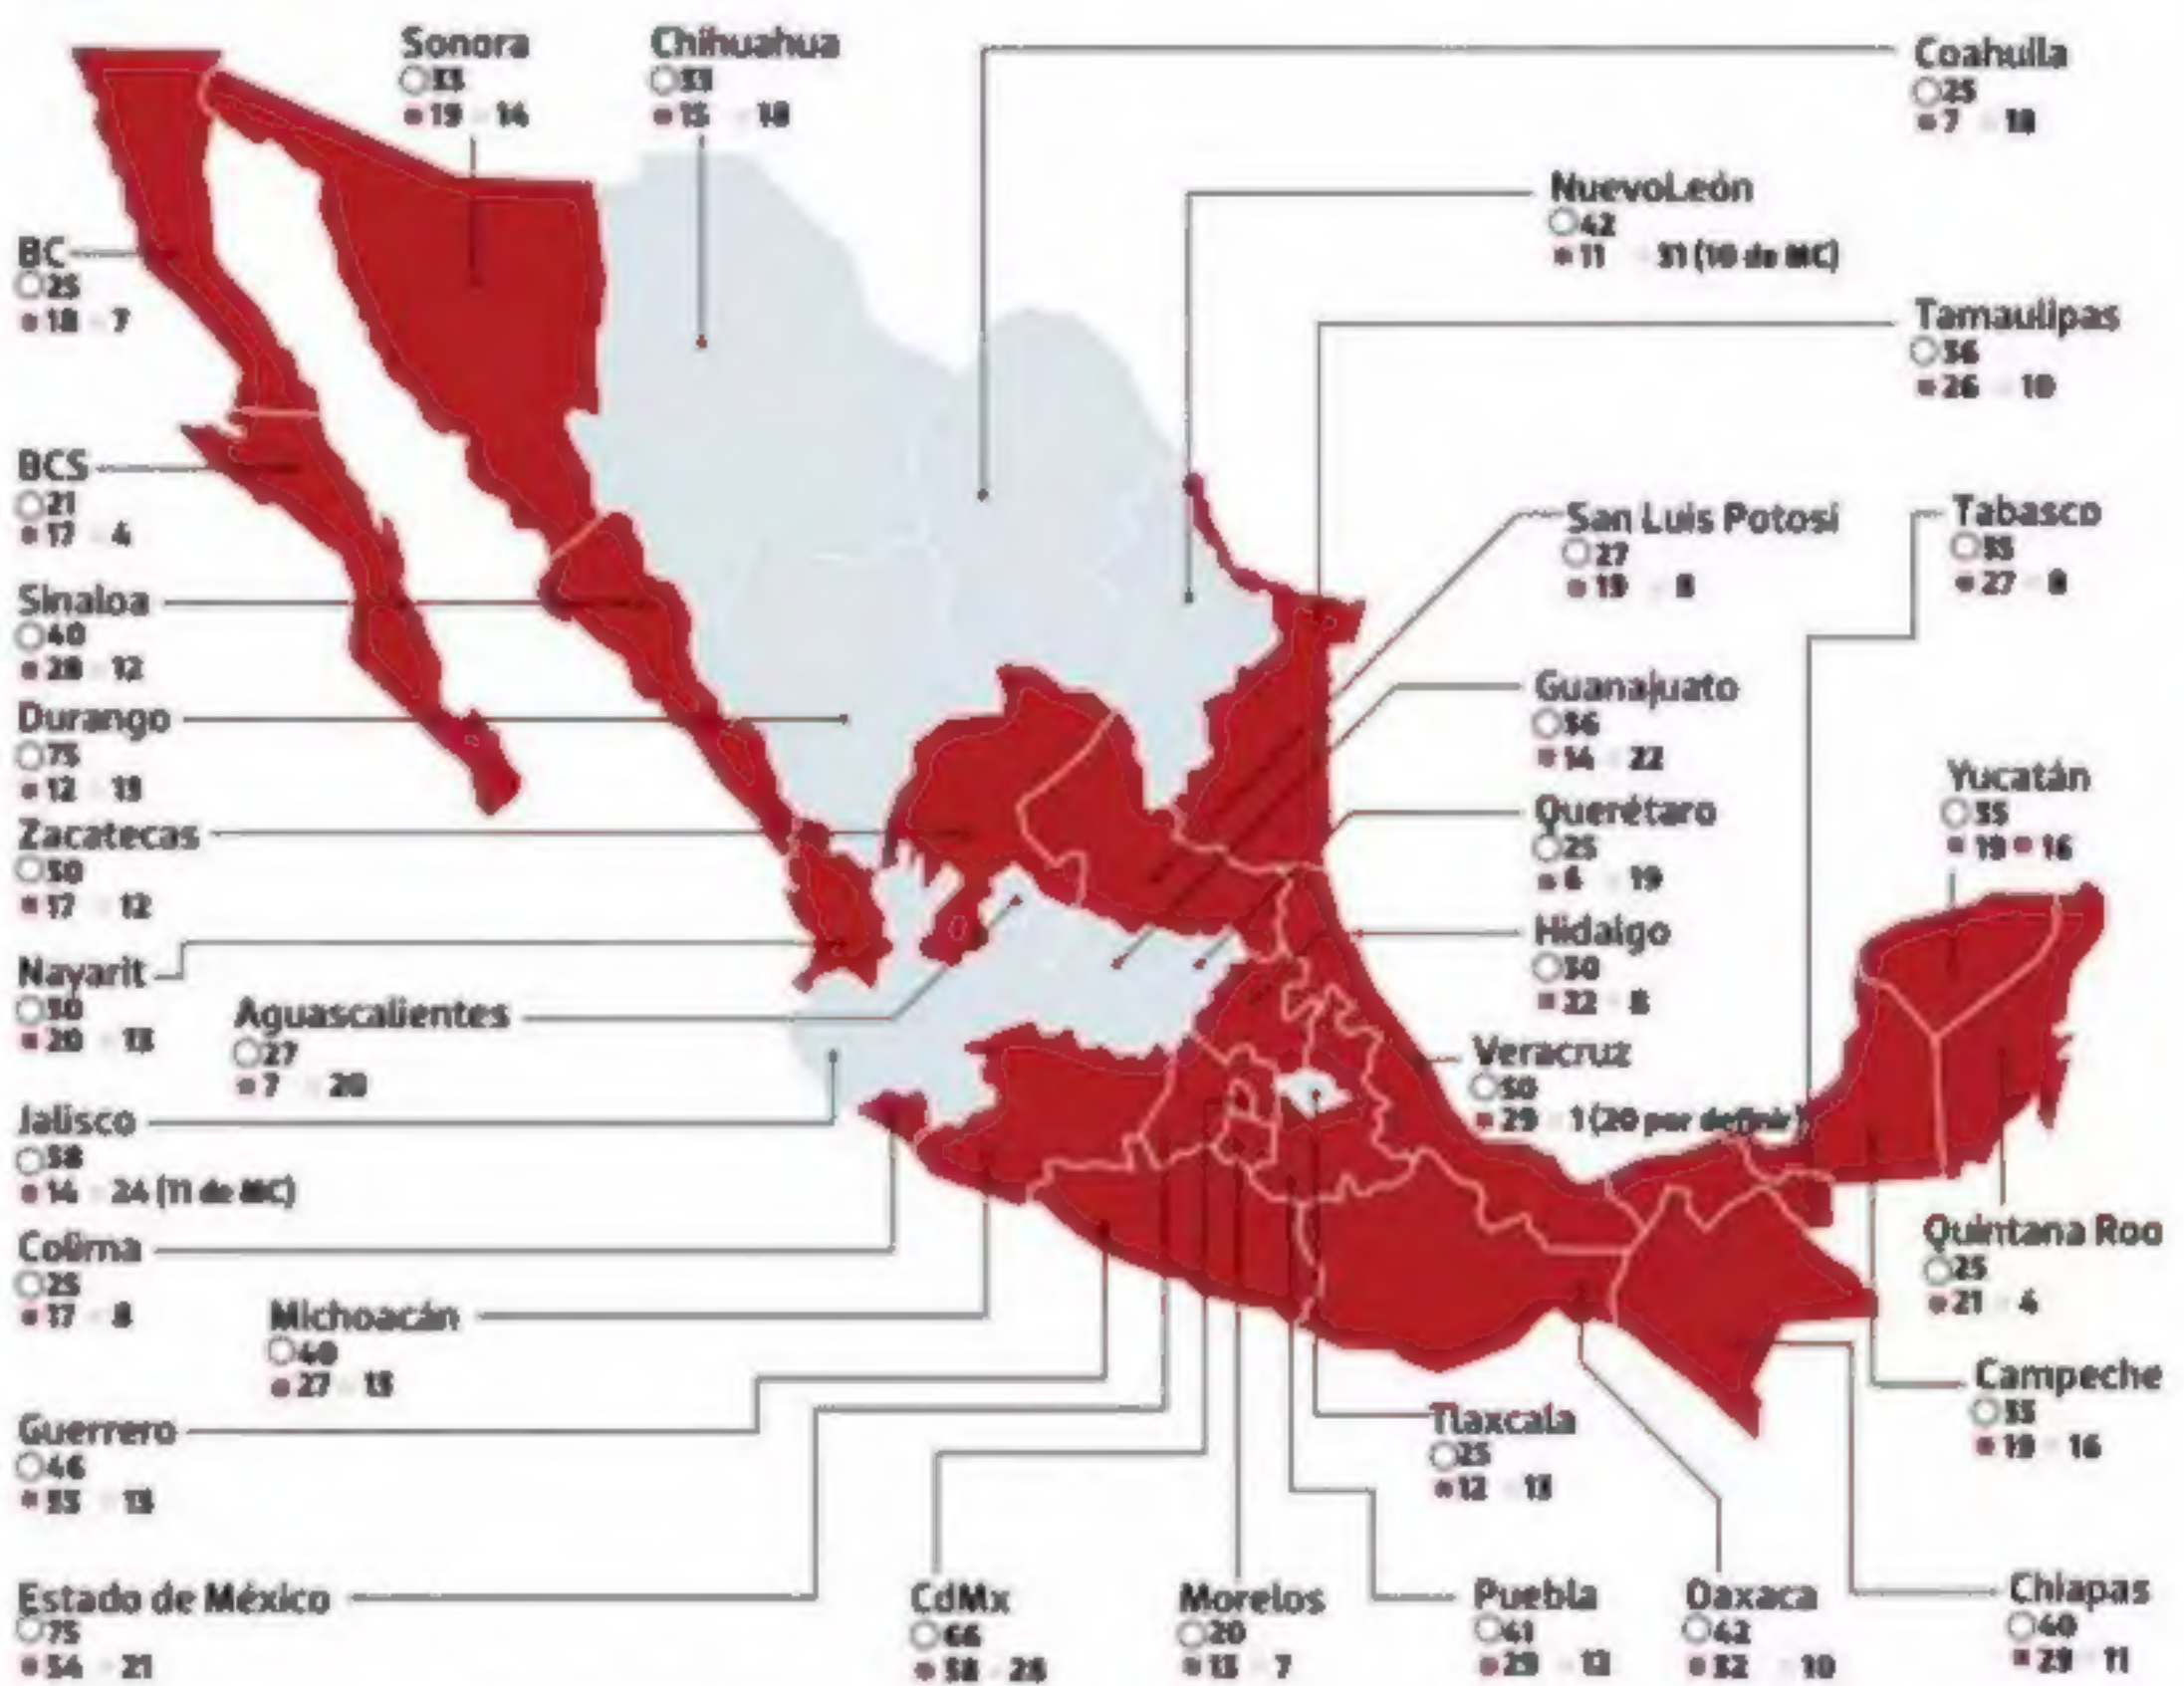 Sonora
33
19 14
Chihuahua
33
15 18
Coahuila
25
7 18
NuevoLeón
42
11 31 (10 de MC)
Tamaulipas
36
26 10
BC
25
18 7
BCS
21
17 4
San Luis Potosí
27
19 8
Tabasco
35
27 8
Sinaloa
40
28 12
Guanajuato
36
14 22
Durango
75
12 13
Yucatán
35
19 16
Querétaro
25
6 19
Zacatecas
30
17 12
Hidalgo
30
22 8
Nayarit
30
20
Aguascalientes
27
7 20
Veracruz
50
29 1 (20 por definir)
Jalisco
38
14 24 (11 de MC)
Quintana Roo
25
21 4
Colima
25
17 8
Michoacán
40
27 13
Campeche
35
19 16
Guerrero
46
33 13
Tlaxcala
25
12 13
Estado de México
75
54 21
CdMx
66
Morelos
20
13 7
Puebla
41
29
Oaxaca
42
32 10
Chiapas
40
29 11